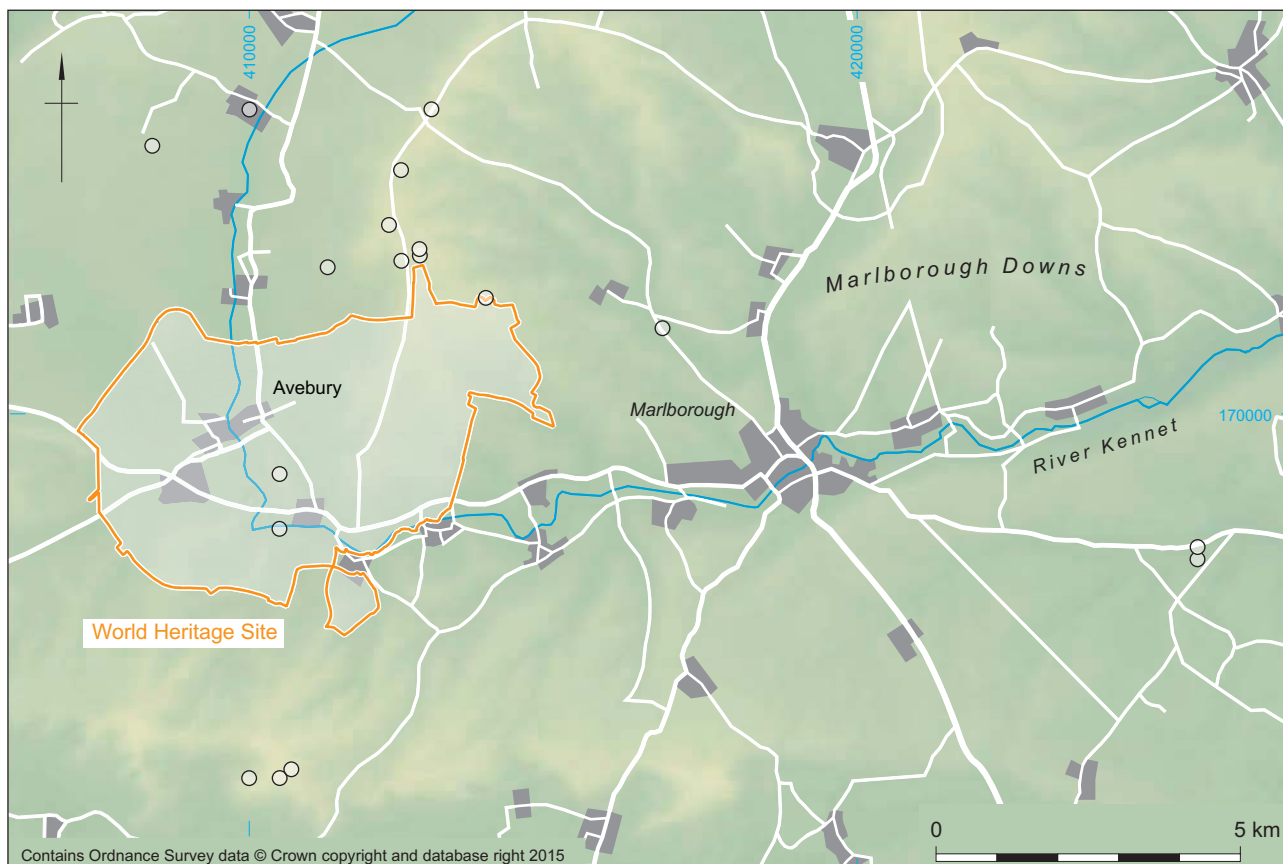 410000
420000
Marlborough Downs
Avebury
Marlborough
170000
River Kennet
World Heritage Site
0 5 km
Contains Ordnance Survey data © Crown copyright and database right 2015